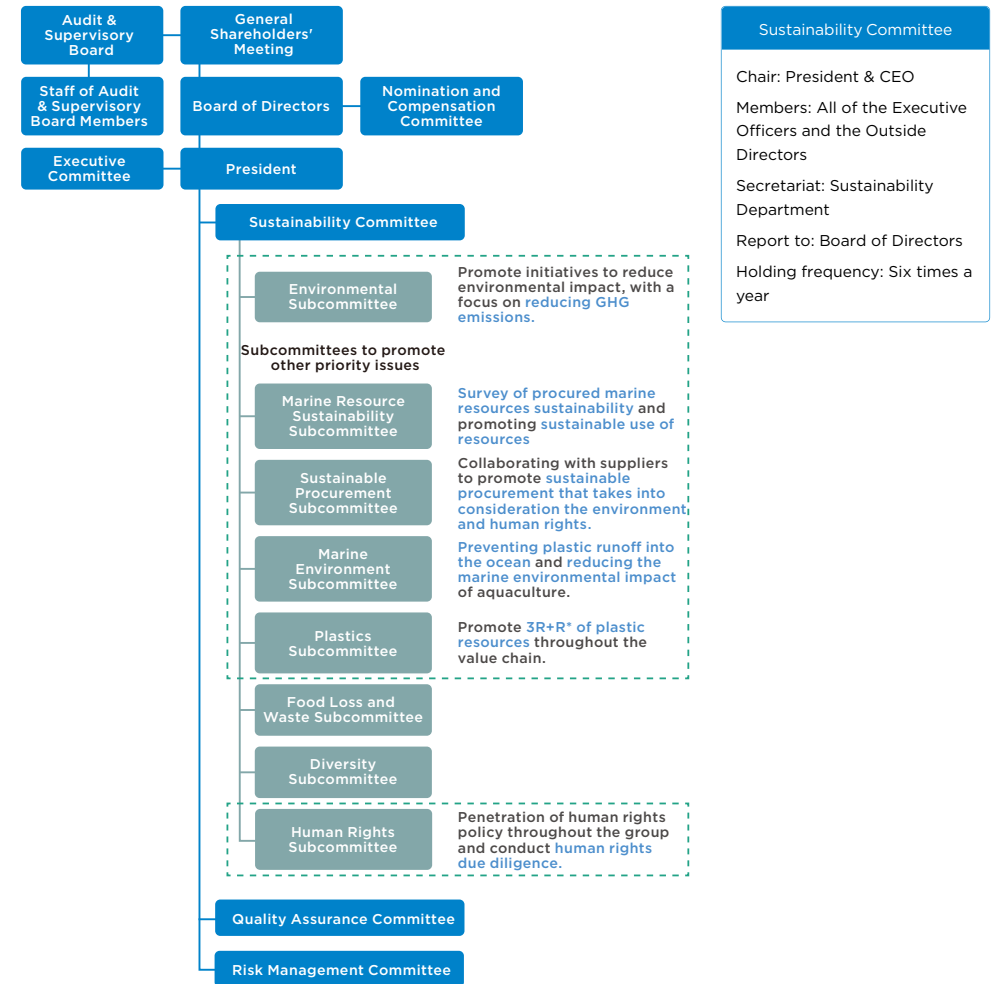 Audit &
Supervisory
Board
General
Shareholders'
Meeting
Staff of Audit
& Supervisory
Board Members
Board of Directors
Nomination and
Compensation
Committee
Executive
Committee
President
Sustainability Committee
Environmental
Subcommittee
Promote initiatives to reduce
environmental impact, with a
focus on reducing GHG
emissions.
Subcommittees to promote
other priority issues
Marine Resource
Sustainability
Subcommittee
Survey of procured marine
resources sustainability and
promoting sustainable use of
resources
Sustainable
Procurement
Subcommittee
Collaborating with suppliers
to promote sustainable
procurement that takes into
consideration the environment
and human rights.
Marine
Environment
Subcommittee
Preventing plastic runoff into
the ocean and reducing the
marine environmental impact
of aquaculture.
Plastics
Subcommittee
Promote 3R+R* of plastic
resources throughout the
value chain.
Food Loss and
Waste Subcommittee
Diversity
Subcommittee
Human Rights
Subcommittee
Penetration of human rights
policy throughout the group
and conduct human rights
due diligence.
Quality Assurance Committee
Risk Management Committee
Sustainability Committee
Chair: President & CEO
Members: All of the Executive
Officers and the Outside
Directors
Secretariat: Sustainability
Department
Report to: Board of Directors
Holding frequency: Six times a
year